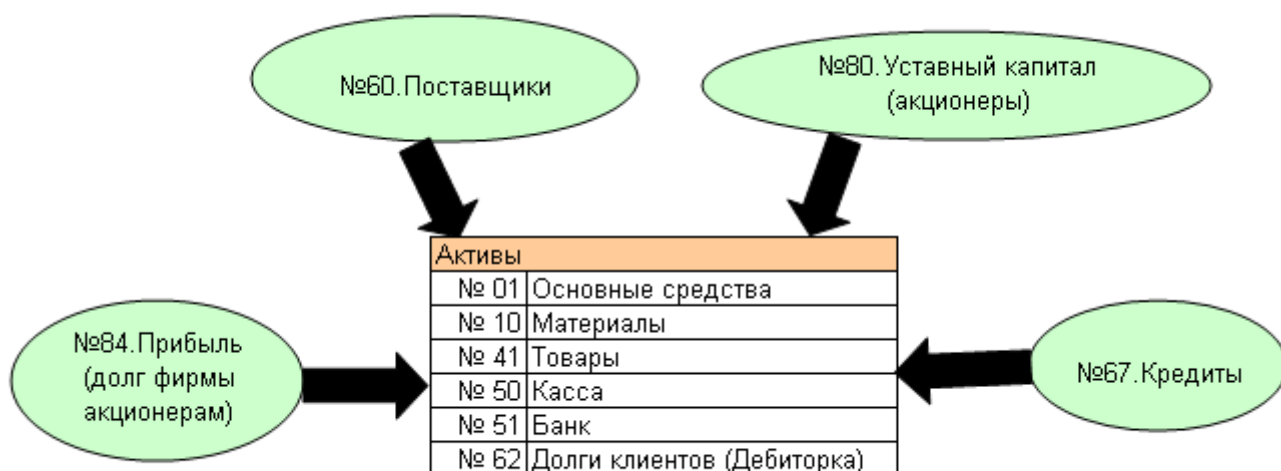 №60.Поставщики
№80.Уставный капитал
(акционеры)
Активы
№ 01 Основные средства
№ 10 Материалы
№ 41 Товары
№ 50 Касса
№ 51 Банк
№ 62 Долги клиентов (Дебиторка)
№84.Прибыль
(долг фирмы
акционерам)
№67.Кредиты